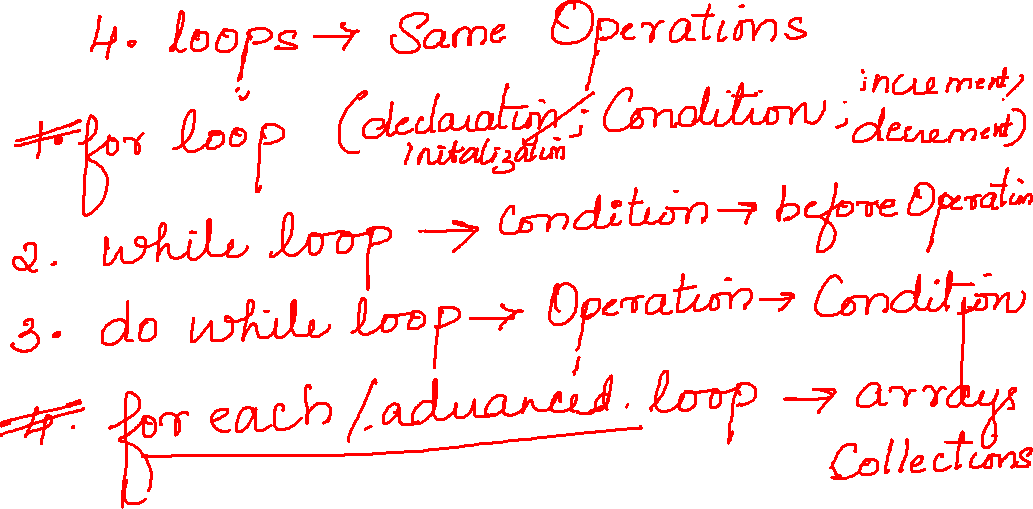 4. loops → Same Operations
1. for loop (declaration ; Condition ; increment/
initalization decrement)
2. while loop → Condition → before Operation
3. do while loop → Operation → Condition
4. for each / advanced loop → arrays
Collections